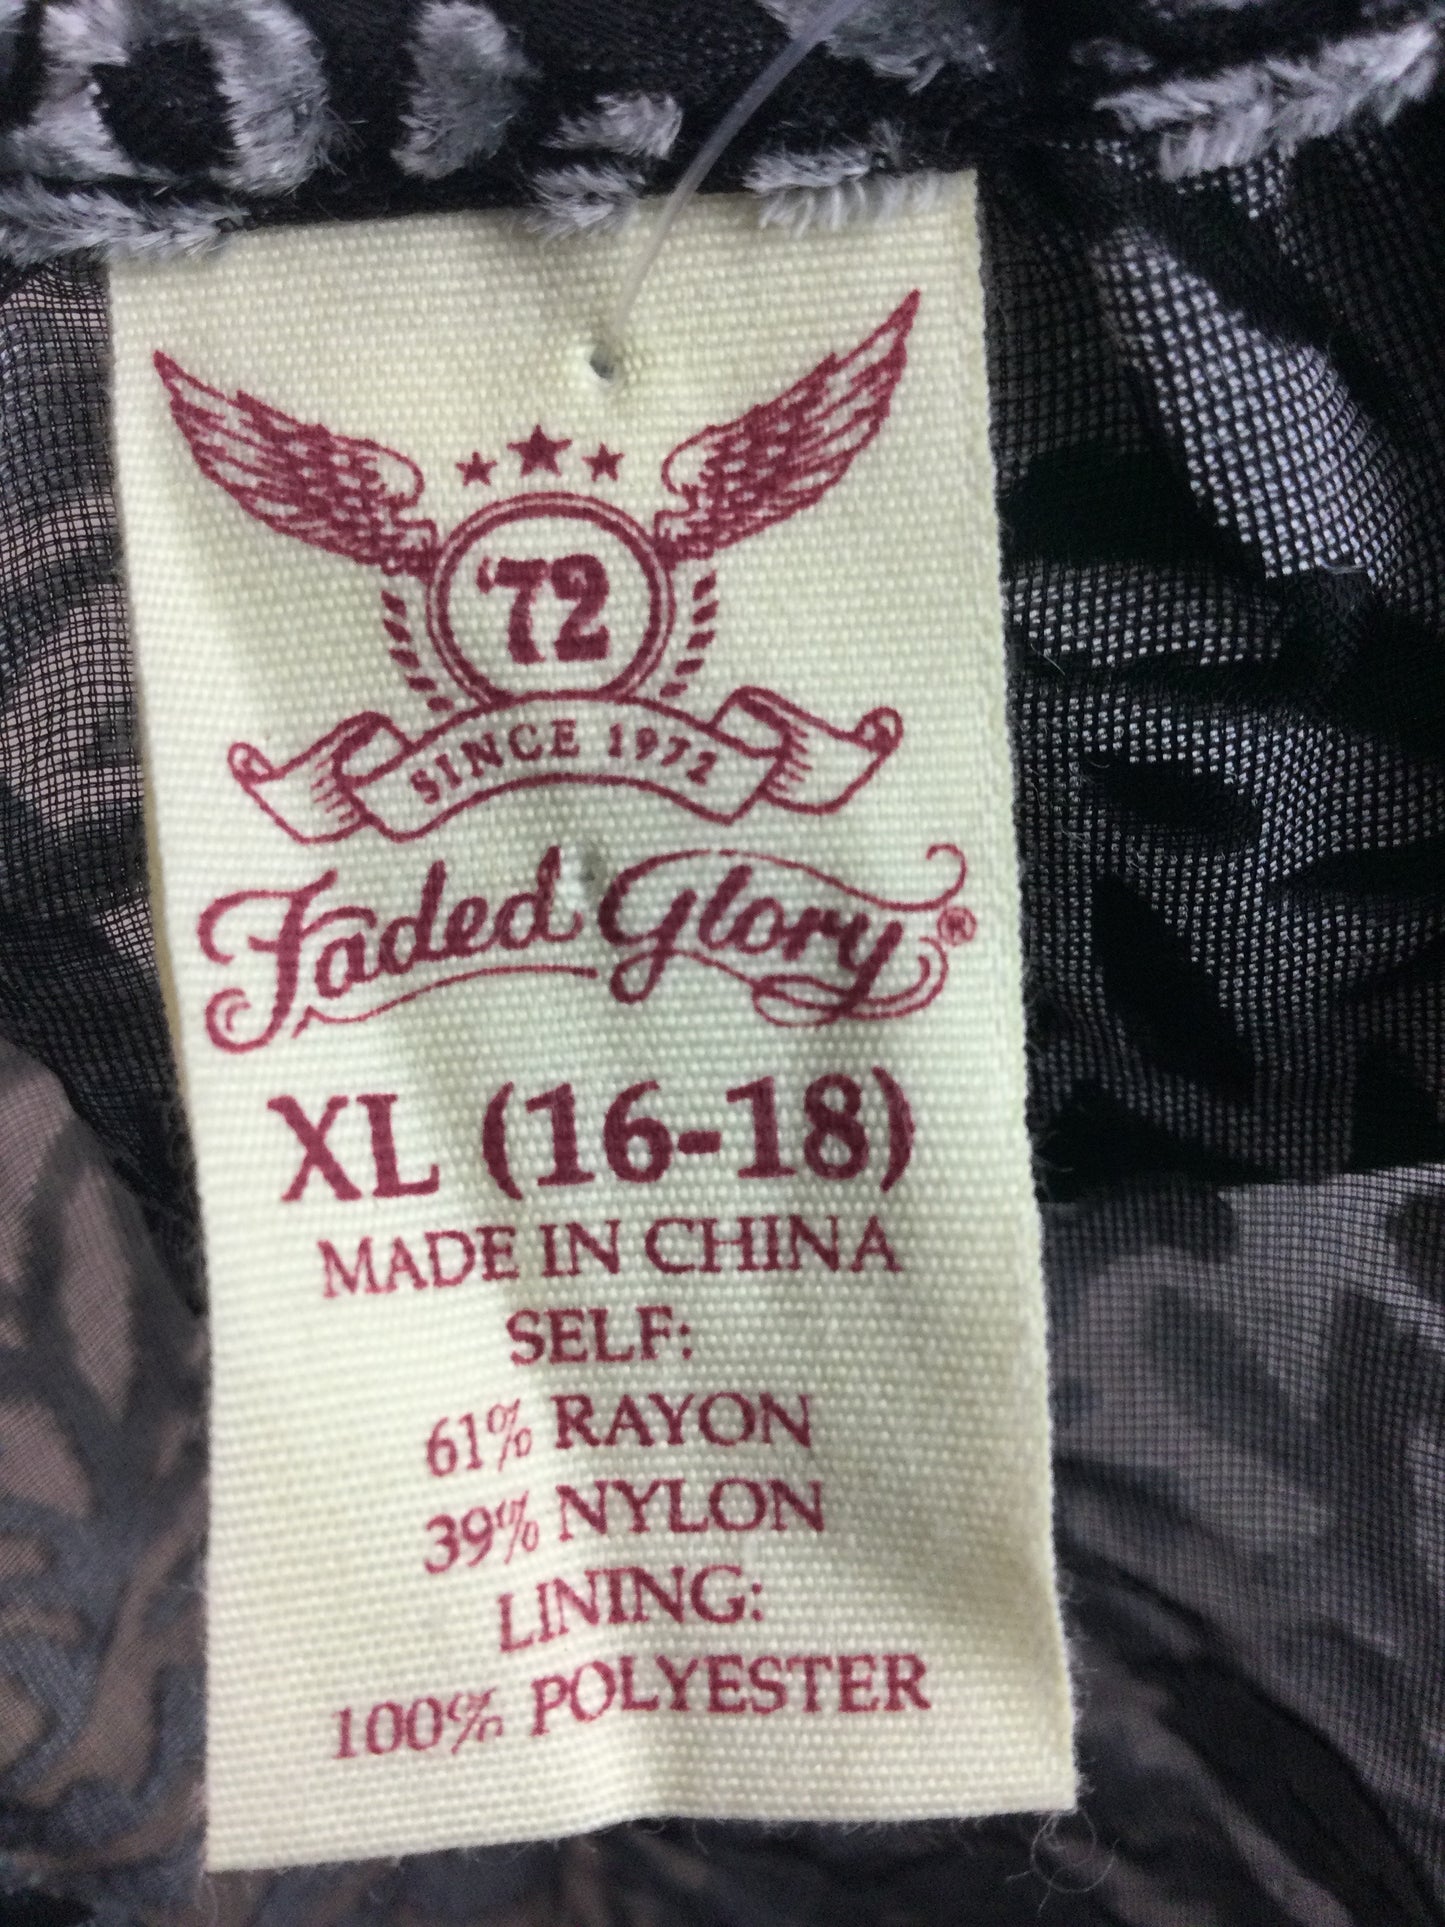 '72
SINCE 1972
Faded Glory®
XL (16-18)
MADE IN CHINA
SELF:
61% RAYON
39% NYLON
LINING:
100% POLYESTER